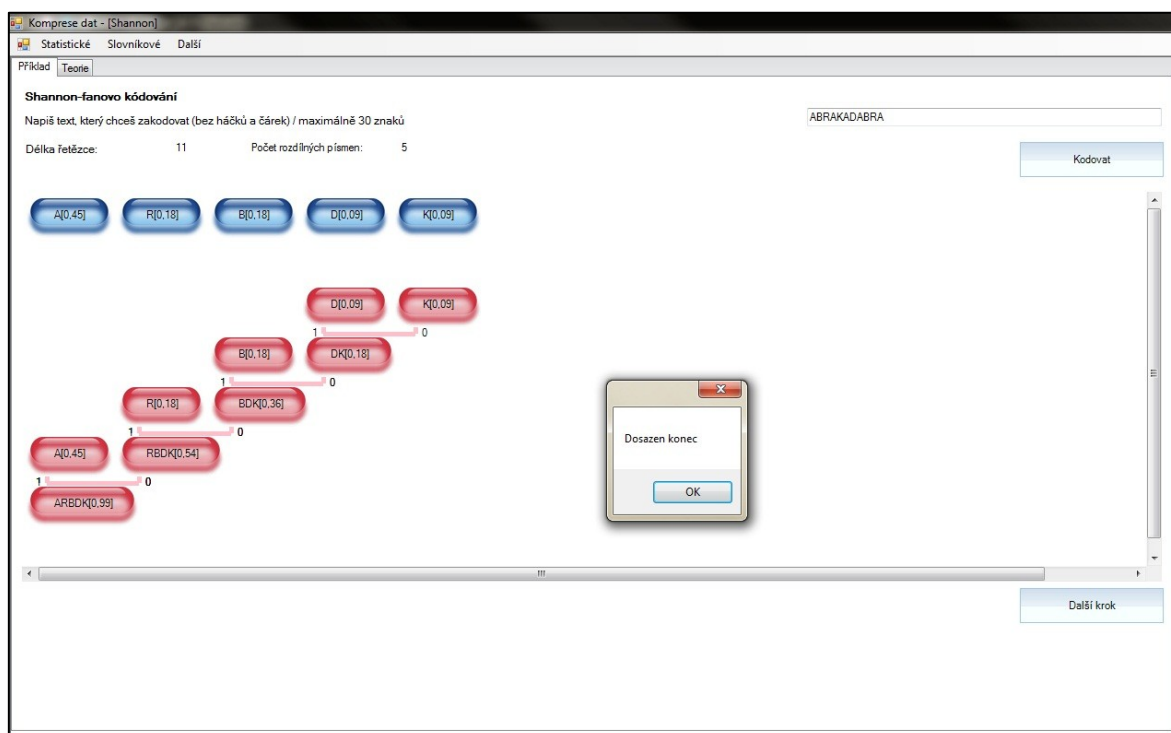 Komprese dat - [Shannon]
Statistické Slovníkové Další
Příklad Teorie
Shannon-fanovo kódování
Napiš text, který chceš zakodovat (bez háčků a čárek) / maximálně 30 znaků
ABRAKADABRA
Délka řetězce: 11 Počet rozdílných písmen: 5
Kodovat
A[0,45] R[0,18] B[0,18] D[0,09] K[0,09]
D[0,09] K[0,09]
1 0
B[0,18] DK[0,18]
1 0
R[0,18] BDK[0,36]
1 0
A[0,45] RBDK[0,54]
1 0
ARBDK[0,99]
Dosazen konec
OK
Další krok